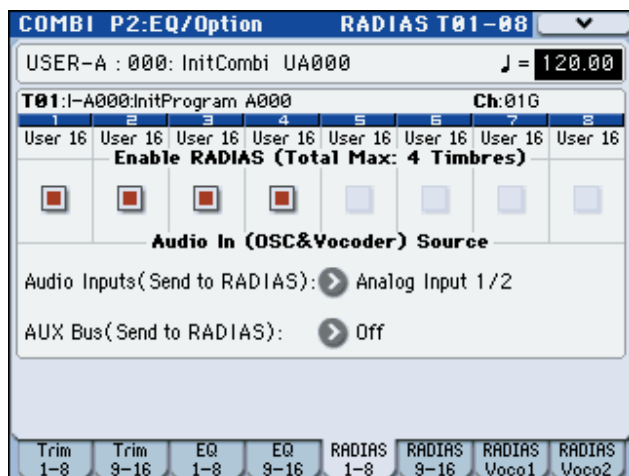 COMBI P2:EQ/Option RADIAS T01-08
USER-A : 000: InitCombi UA000 ♩ = 120.00
T01:I-A000:InitProgram A000 Ch:01G
1 2 3 4 5 6 7 8
User 16 User 16 User 16 User 16 User 16 User 16 User 16 User 16
Enable RADIAS (Total Max: 4 Timbres)
Audio In (OSC&Vocoder) Source
Audio Inputs(Send to RADIAS): Analog Input 1/2
AUX Bus(Send to RADIAS): Off
Trim 1-8 Trim 9-16 EQ 1-8 EQ 9-16 RADIAS 1-8 RADIAS 9-16 RADIAS Voco1 RADIAS Voco2